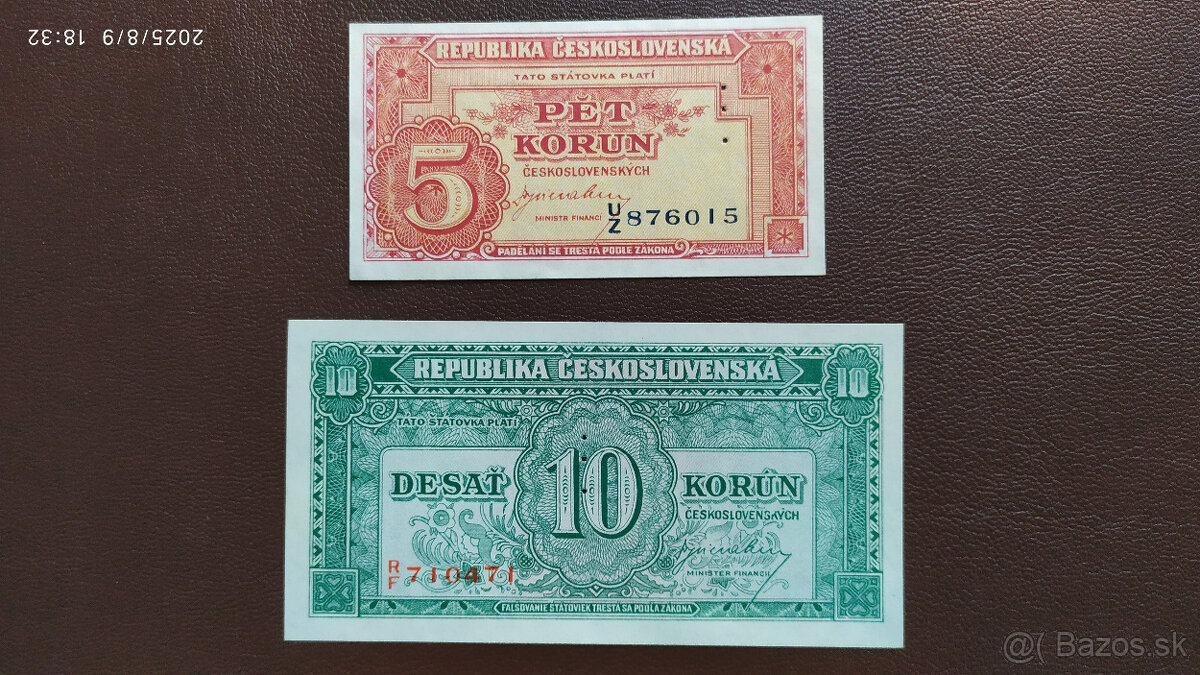 2025/8/9 18:32
REPUBLIKA ČESKOSLOVENSKÁ
TATO STÁTOVKA PLATÍ
PĚT
KORUN
5
ČESKOSLOVENSKÝCH
MINISTR FINANCÍ
U/Z 876015
PADĚLÁNÍ SE TRESTÁ PODLE ZÁKONA
10 REPUBLIKA ČESKOSLOVENSKÁ 10
TÁTO ŠTÁTOVKA PLATÍ
DESAŤ 10 KORÚN
ČESKOSLOVENSKÝCH
R/F 710471
MINISTER FINANCIÍ
FALŠOVANIE ŠTÁTOVIEK TRESTÁ SA PODĽA ZÁKONA
@( Bazos.sk